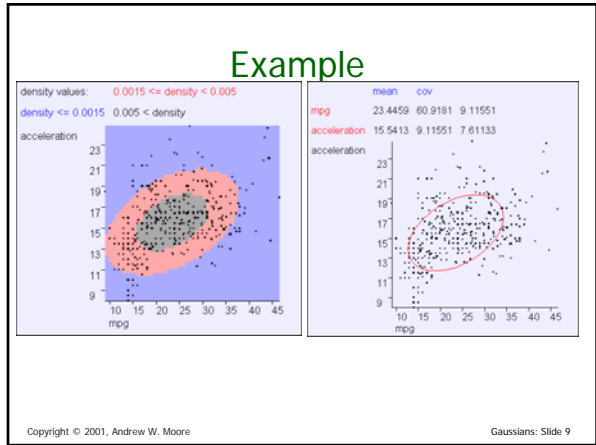 Example
density values: 0.0015 <= density < 0.005
density <= 0.0015 0.005 < density
acceleration
23
21
19
17
15
13
11
9
10 15 20 25 30 35 40 45
mpg
mean cov
mpg 23.4459 60.9181 9.11551
acceleration 15.5413 9.11551 7.61133
acceleration
23
21
19
17
15
13
11
9
10 15 20 25 30 35 40 45
mpg
Copyright © 2001, Andrew W. Moore
Gaussians: Slide 9